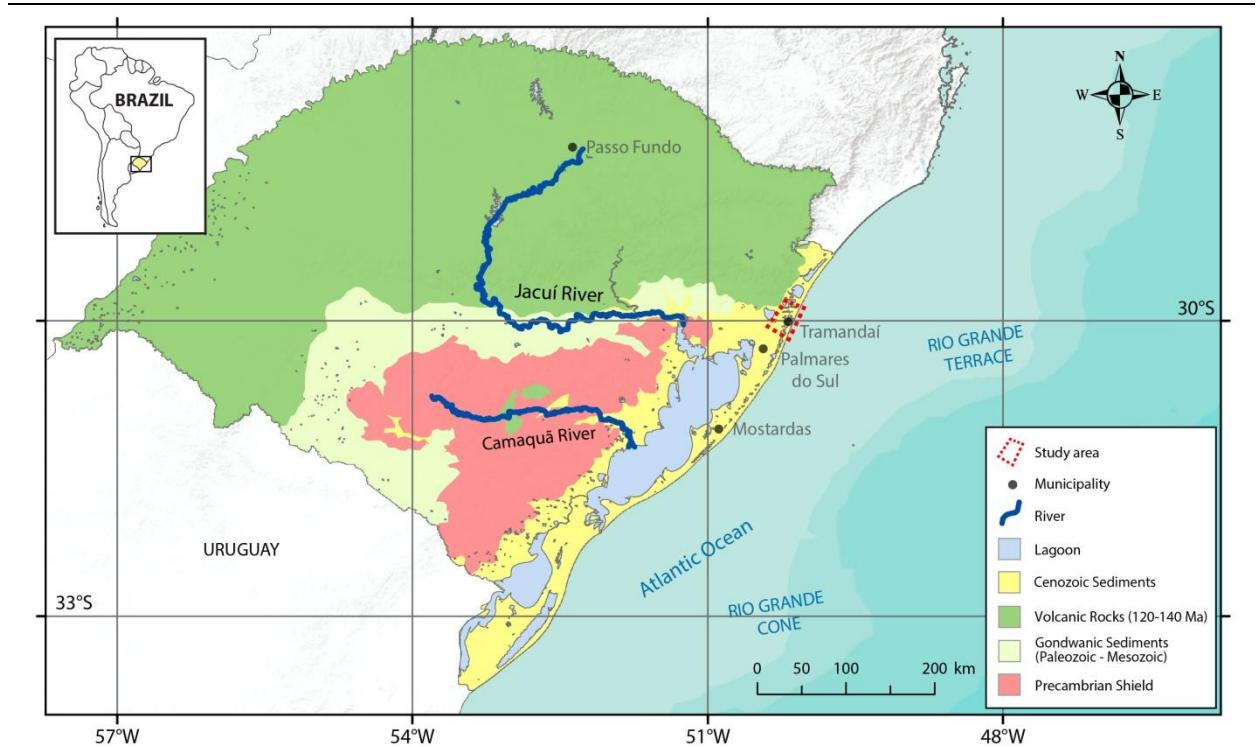 BRAZIL
N
W E
S
Passo Fundo
Jacuí River
30°S
Tramandaí
RIO GRANDE
TERRACE
Palmares
do Sul
Mostardas
Camaquã River
URUGUAY
Atlantic Ocean
33°S
RIO GRANDE
CONE
0 50 100 200 km
Study area
Municipality
River
Lagoon
Cenozoic Sediments
Volcanic Rocks (120-140 Ma)
Gondwanic Sediments
(Paleozoic - Mesozoic)
Precambrian Shield
57°W 54°W 51°W 48°W